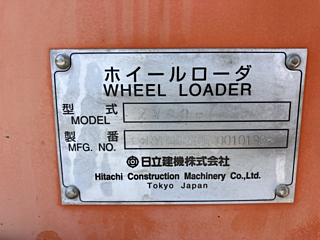 ホイールローダ
WHEEL LOADER
型式
MODEL
製番
MFG. NO.
日立建機株式会社
Hitachi Construction Machinery Co.,Ltd.
Tokyo Japan